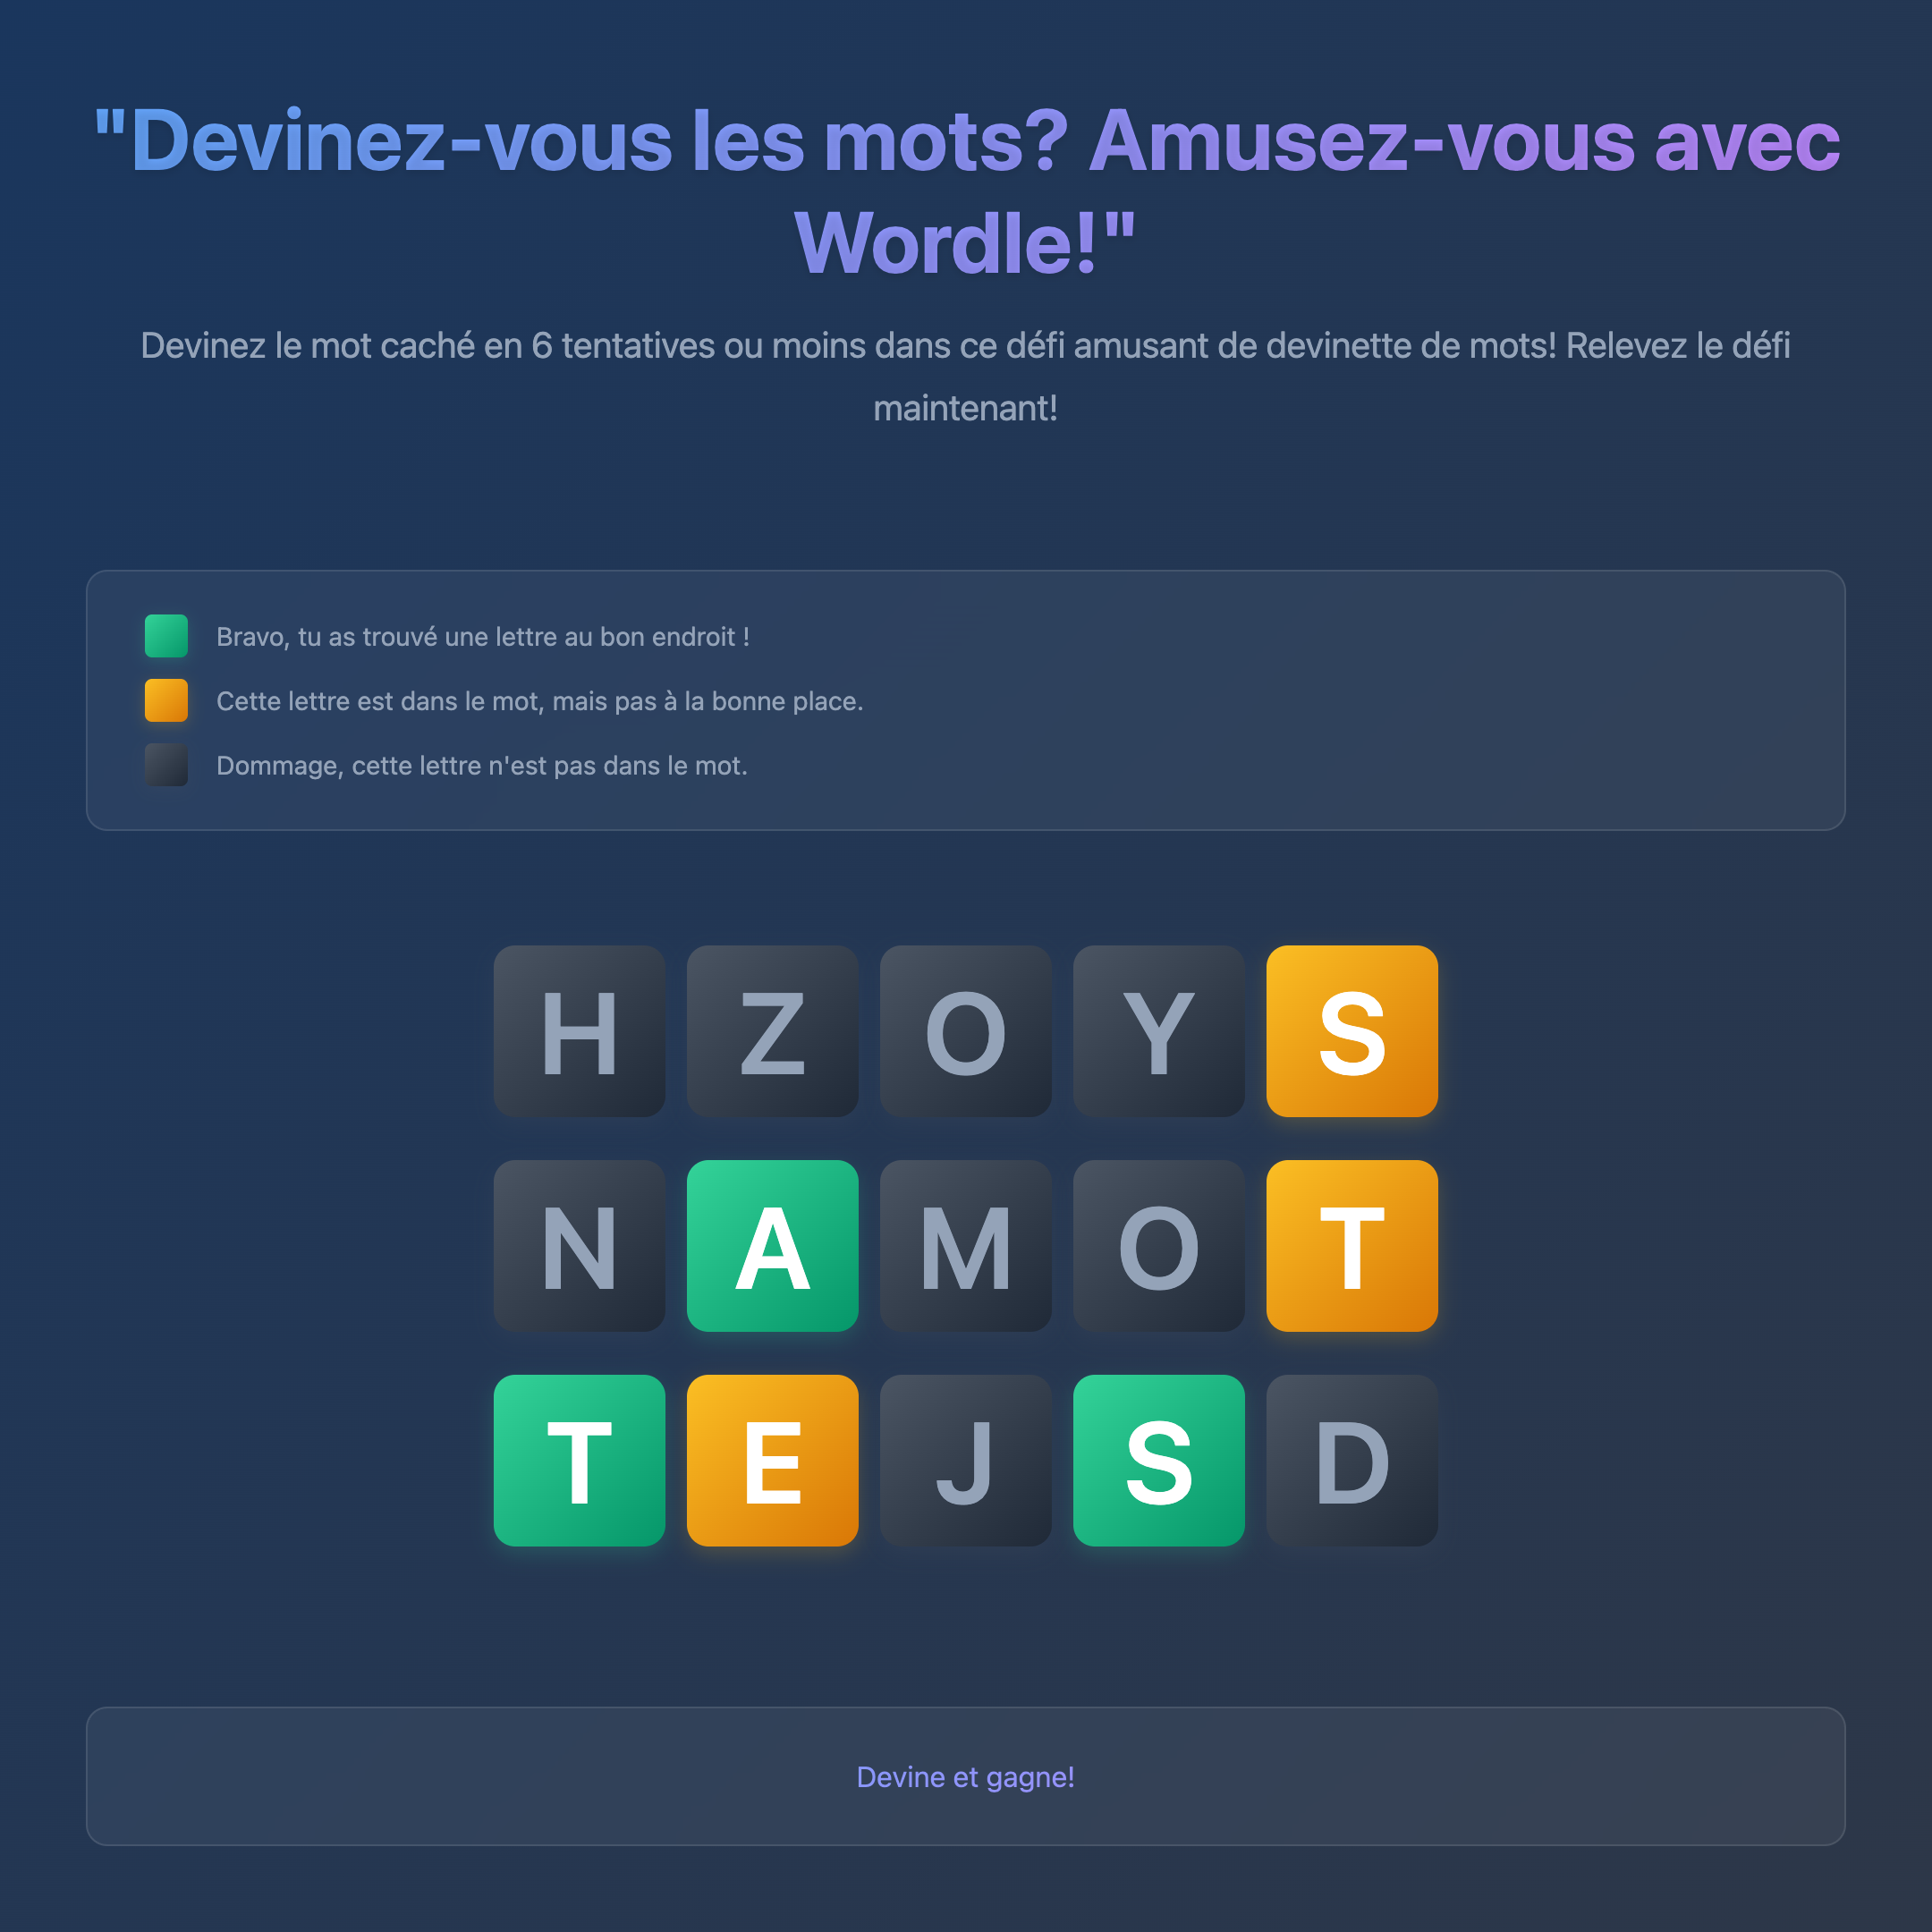 "Devinez-vous les mots? Amusez-vous avec
Wordle!"
Devinez le mot caché en 6 tentatives ou moins dans ce défi amusant de devinette de mots! Relevez le défi
maintenant!
Bravo, tu as trouvé une lettre au bon endroit !
Cette lettre est dans le mot, mais pas à la bonne place.
Dommage, cette lettre n'est pas dans le mot.
H Z O Y S
N A M O T
T E J S D
Devine et gagne!